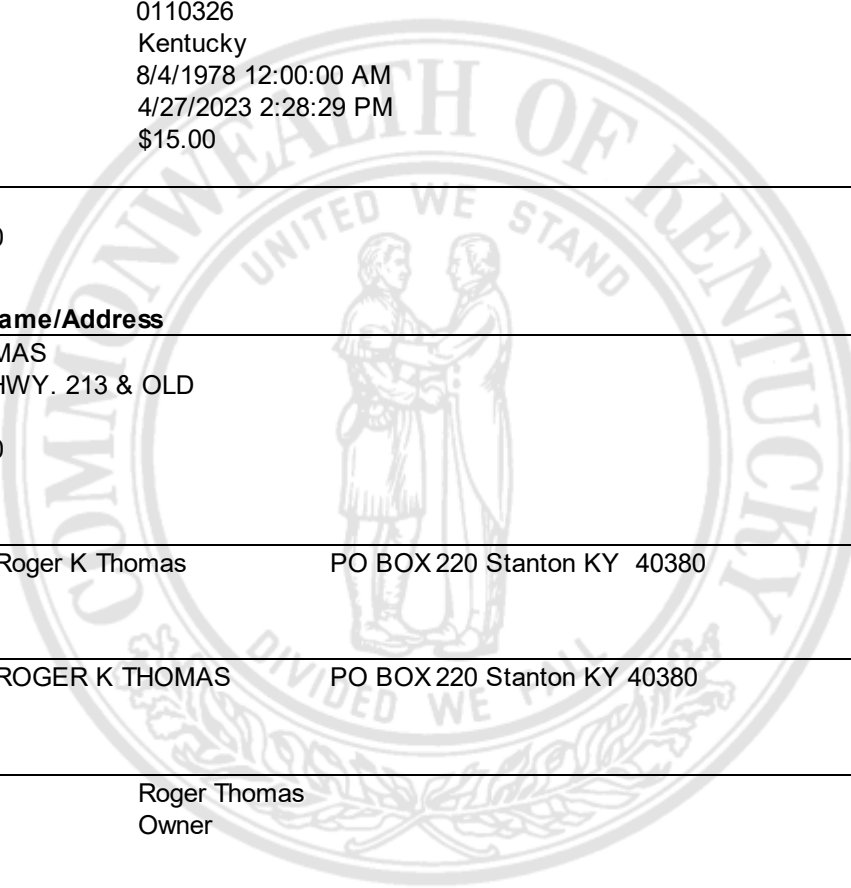 0110326
Kentucky
8/4/1978 12:00:00 AM
4/27/2023 2:28:29 PM
$15.00
COMMONWEALTH OF KENTUCKY
UNITED WE STAND
DIVIDED WE FALL
0
ame/Address
MAS
HWY. 213 & OLD
0
Roger K Thomas PO BOX 220 Stanton KY 40380
ROGER K THOMAS PO BOX 220 Stanton KY 40380
Roger Thomas
Owner